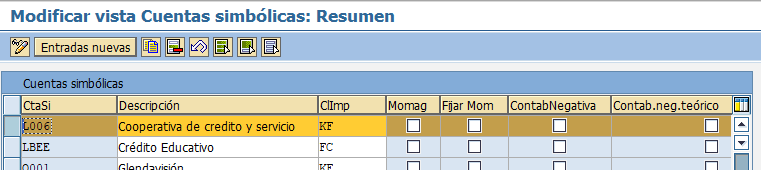 Modificar vista Cuentas simbólicas: Resumen
Entradas nuevas
Cuentas simbólicas
CtaSi Descripción ClImp Momag Fijar Mom ContabNegativa Contab.neg.teórico
L006 Cooperativa de credito y servicio KF
LBEE Crédito Educativo FC
O001 Glendavisión KF